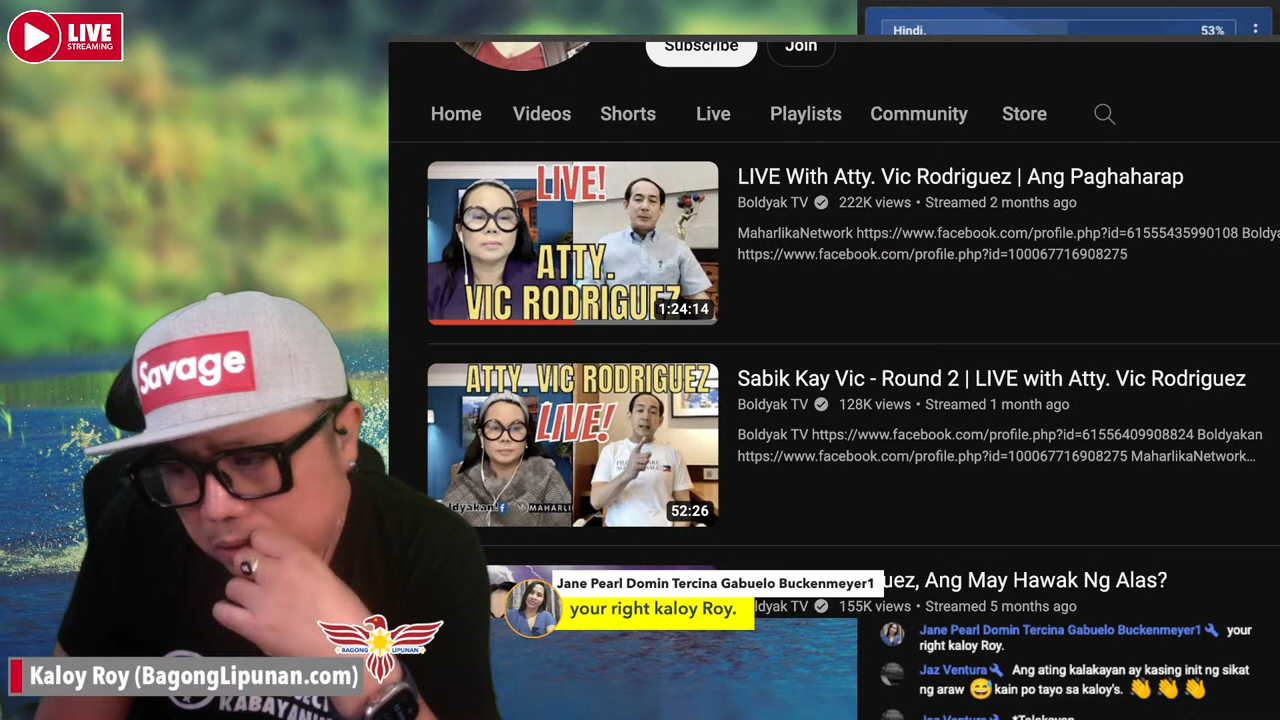 LIVE
STREAMING
Hindi.
53%
Subscribe
Join
Home
Videos
Shorts
Live
Playlists
Community
Store
LIVE!
ATTY.
VIC RODRIGUEZ
1:24:14
LIVE With Atty. Vic Rodriguez | Ang Paghaharap
Boldyak TV 222K views • Streamed 2 months ago
MaharlikaNetwork https://www.facebook.com/profile.php?id=61555435990108 Boldya
https://www.facebook.com/profile.php?id=100067716908275
ATTY. VIC RODRIGUEZ
LIVE!
52:26
Sabik Kay Vic - Round 2 | LIVE with Atty. Vic Rodriguez
Boldyak TV 128K views • Streamed 1 month ago
Boldyak TV https://www.facebook.com/profile.php?id=61556409908824 Boldyakan
https://www.facebook.com/profile.php?id=100067716908275 MaharlikaNetwork...
uez, Ang May Hawak Ng Alas?
TV 155K views • Streamed 5 months ago
Savage
Jane Pearl Domin Tercina Gabuelo Buckenmeyer1
your right kaloy Roy.
BAGONG LIPUNAN
Kaloy Roy (BagongLipunan.com)
KABAYAN
Jane Pearl Domin Tercina Gabuelo Buckenmeyer1 your
right kaloy Roy.
Jaz Ventura Ang ating kalakayan ay kasing init ng sikat
ng araw 😅 kain po tayo sa kaloy's. 👏 👏 👏
Jaz Ventura